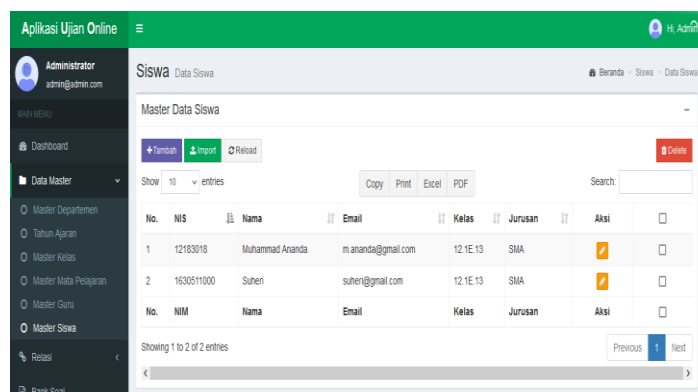 Aplikasi Ujian Online
Hi, Admin
Administrator
admin@admin.com
MAIN MENU
Dashboard
Data Master
Master Departemen
Tahun Ajaran
Master Kelas
Master Mata Pelajaran
Master Guru
Master Siswa
Relasi
Bank Soal
Siswa Data Siswa
Beranda > Siswa > Data Siswa
Master Data Siswa
+Tambah Import Reload Delete
Show 10 entries Copy Print Excel PDF Search:
No. NIS Nama Email Kelas Jurusan Aksi
1 12183018 Muhammad Ananda m.ananda@gmail.com 12.1E.13 SMA
2 1630511000 Suheri suheri@gmail.com 12.1E.13 SMA
No. NIM Nama Email Kelas Jurusan Aksi
Showing 1 to 2 of 2 entries Previous 1 Next